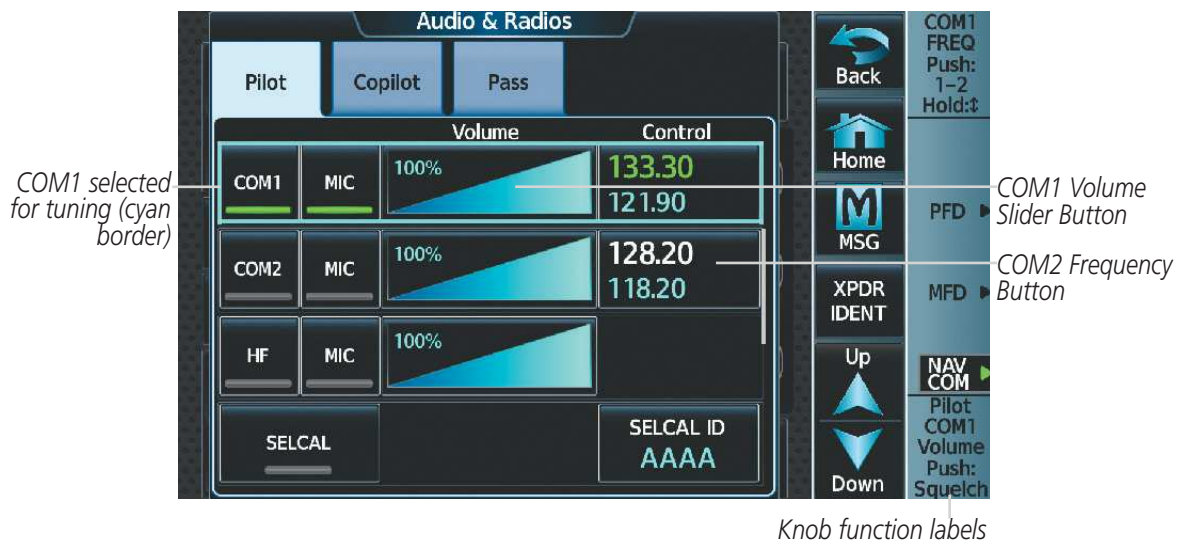 Audio & Radios
Pilot
Copilot
Pass
Volume
Control
COM1
MIC
100%
133.30
121.90
COM2
MIC
100%
128.20
118.20
HF
MIC
100%
SELCAL
SELCAL ID
AAAA
Back
Home
MSG
XPDR
IDENT
Up
Down
COM1
FREQ
Push:
1–2
Hold:↕
PFD
MFD
NAV
COM
Pilot
COM1
Volume
Push:
Squelch
COM1 selected
for tuning (cyan
border)
COM1 Volume
Slider Button
COM2 Frequency
Button
Knob function labels